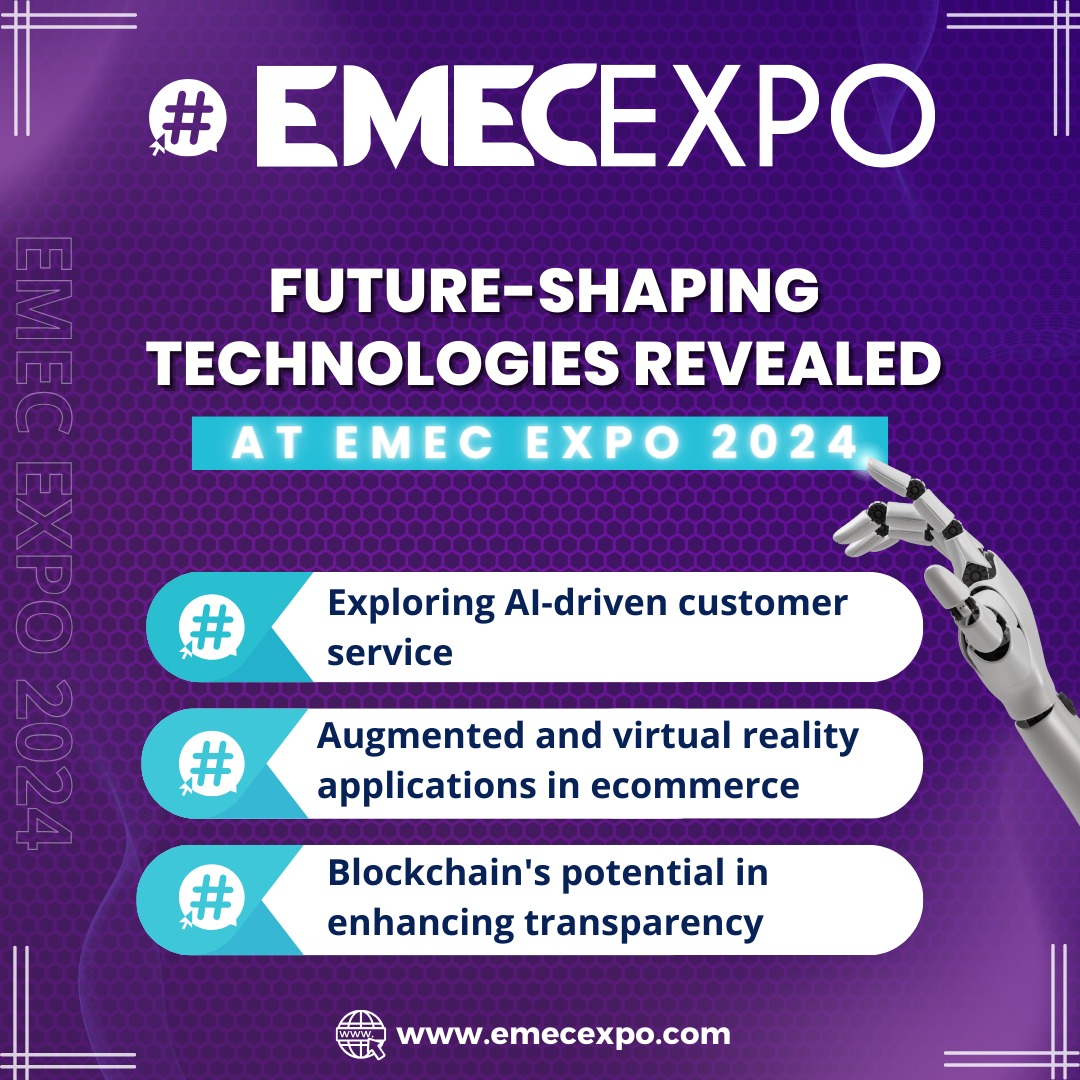 # EMECEXPO
FUTURE-SHAPING
TECHNOLOGIES REVEALED
AT EMEC EXPO 2024
EMEC EXPO 2024
# Exploring AI-driven customer
service
# Augmented and virtual reality
applications in ecommerce
# Blockchain's potential in
enhancing transparency
www. www.emecexpo.com